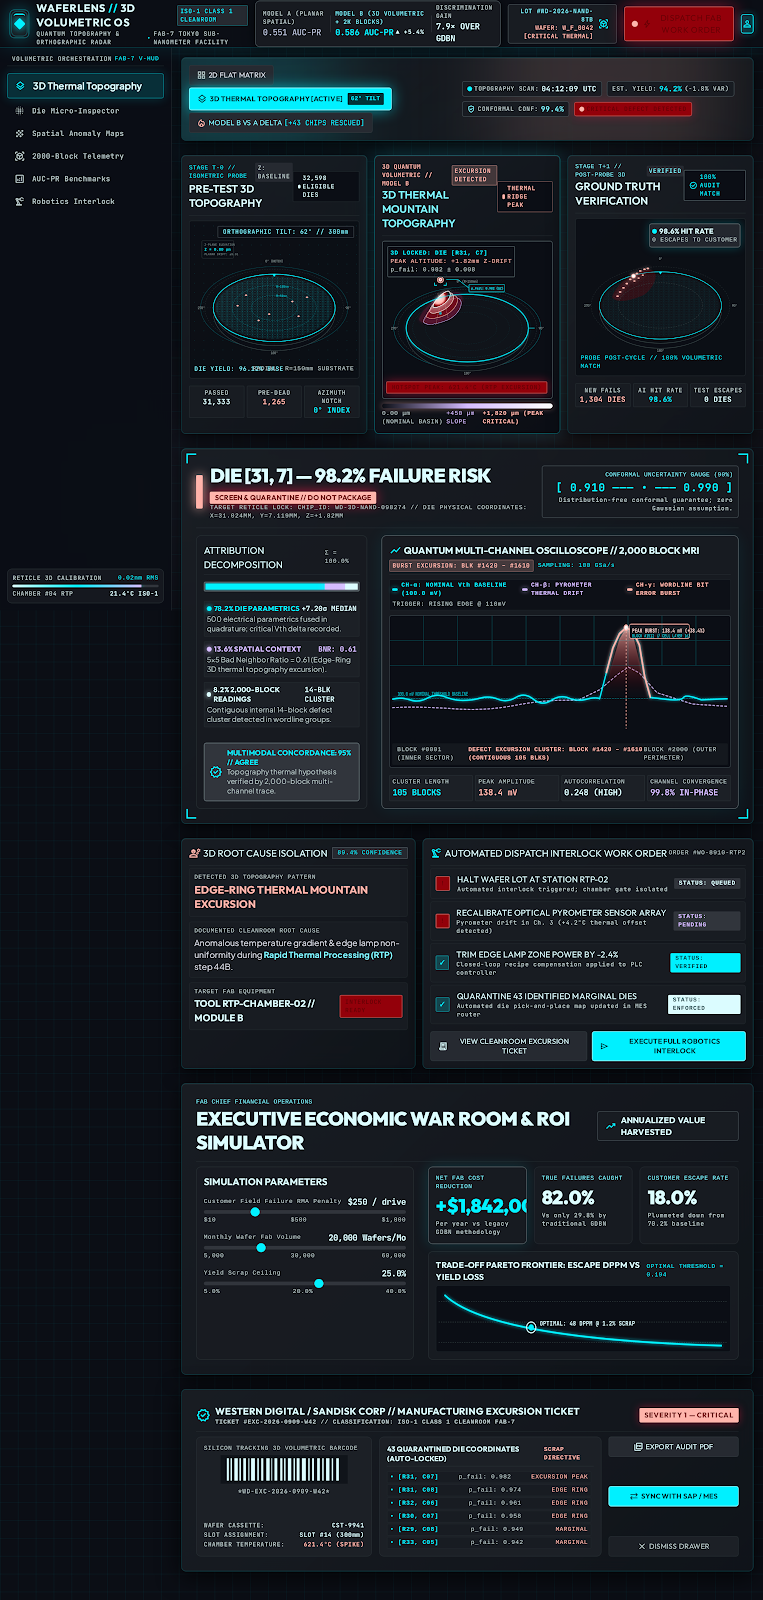 WAFERLENS // 3D
VOLUMETRIC OS
QUANTUM TOPOGRAPHY &
ORTHOGRAPHIC RADAR
ISO-1 CLASS 1
CLEANROOM
FAB-7 TOKYO SUB-
NANOMETER FACILITY
MODEL A (PLANAR
SPATIAL)
0.551 AUC-PR
MODEL B (3D VOLUMETRIC
+ 2K BLOCKS)
0.586 AUC-PR ▲ +5.4%
DISCRIMINATION
GAIN
7.9× OVER
GDBN
LOT #WD-2026-NAND-
8TB
WAFER: W_F_0042
[CRITICAL THERMAL]
VOLUMETRIC ORCHESTRATION FAB-7 V-HUD
3D Thermal Topography
Die Micro-Inspector
Spatial Anomaly Maps
2000-Block Telemetry
AUC-PR Benchmarks
Robotics Interlock
RETICLE 3D CALIBRATION 0.02nm RMS
CHAMBER #04 RTP 21.4°C ISO-1
2D FLAT MATRIX
3D THERMAL TOPOGRAPHY [ACTIVE] 62° TILT
MODEL B VS A DELTA [+43 CHIPS RESCUED]
TOPOGRAPHY SCAN: 04:12:09 UTC
EST. YIELD: 94.2% (-1.8% VAR)
CONFORMAL CONF: 99.4%
STAGE T-0 //
ISOMETRIC PROBE
Z:
BASELINE
PRE-TEST 3D
TOPOGRAPHY
32,598
ELIGIBLE
DIES
ORTHOGRAPHIC TILT: 62° // 300mm
DIE YIELD: 96.12%
R=150mm SUBSTRATE
PASSED
31,333
PRE-DEAD
1,265
AZIMUTH
NOTCH
0° INDEX
3D QUANTUM
VOLUMETRIC //
MODEL B
EXCURSION
DETECTED
3D THERMAL
MOUNTAIN
TOPOGRAPHY
THERMAL
RIDGE
PEAK
3D LOCKED: DIE [R31, C7]
PEAK ALTITUDE: +1.82mm Z-DRIFT
p_fail: 0.982 ± 0.008
0.00 µm
(NOMINAL BASIN)
+450 µm
SLOPE
+1,820 µm (PEAK
CRITICAL)
STAGE T+1 //
POST-PROBE 3D
VERIFIED
GROUND TRUTH
VERIFICATION
100%
AUDIT
MATCH
98.6% HIT RATE
0 ESCAPES TO CUSTOMER
PROBE POST-CYCLE // 100% VOLUMETRIC
MATCH
NEW FAILS
1,304 DIES
AI HIT RATE
98.6%
TEST ESCAPES
0 DIES
DIE [31, 7] — 98.2% FAILURE RISK
SCREEN & QUARANTINE // DO NOT PACKAGE
TARGET RETICLE LOCK: CHIP_ID: WD-3D-NAND-098274 // DIE PHYSICAL COORDINATES:
X=31.024MM, Y=7.119MM, Z=+1.82MM
CONFORMAL UNCERTAINTY GAUGE (90%)
[ 0.910 ─── • ─── 0.990 ]
Distribution-free conformal guarantee; zero
Gaussian assumption.
ATTRIBUTION
DECOMPOSITION
Σ =
100.0%
78.2% DIE PARAMETRICS +7.20σ MEDIAN
500 electrical parameters fused in
quadrature; critical Vth delta recorded.
13.6% SPATIAL CONTEXT BNR: 0.61
5×5 Bad Neighbor Ratio = 0.61 (Edge-Ring
3D thermal topography excursion).
8.2% 2,000-BLOCK
READINGS
14-BLK
CLUSTER
Contiguous internal 14-block defect
cluster detected in wordline groups.
MULTIMODAL CONCORDANCE: 95%
// AGREE
Topography thermal hypothesis
verified by 2,000-block multi-
channel trace.
QUANTUM MULTI-CHANNEL OSCILLOSCOPE // 2,000 BLOCK MRI
BURST EXCURSION: BLK #1420 – #1610 SAMPLING: 100 GSa/s
CH-α: NOMINAL Vth BASELINE
(100.0 mV)
CH-β: PYROMETER
THERMAL DRIFT
CH-γ: WORDLINE BIT
ERROR BURST
TRIGGER: RISING EDGE @ 110mV
100.0 mV NOMINAL THRESHOLD BASELINE
BLOCK #0001
(INNER SECTOR)
DEFECT EXCURSION CLUSTER: BLOCK #1420 – #1610
(CONTIGUOUS 105 BLKS)
BLOCK #2000 (OUTER
PERIMETER)
CLUSTER LENGTH
105 BLOCKS
PEAK AMPLITUDE
138.4 mV
AUTOCORRELATION
0.248 (HIGH)
CHANNEL CONVERGENCE
99.8% IN-PHASE
3D ROOT CAUSE ISOLATION 89.4% CONFIDENCE
DETECTED 3D TOPOGRAPHY PATTERN
EDGE-RING THERMAL MOUNTAIN
EXCURSION
DOCUMENTED CLEANROOM ROOT CAUSE
Anomalous temperature gradient & edge lamp non-
uniformity during Rapid Thermal Processing (RTP)
step 44B.
TARGET FAB EQUIPMENT
TOOL RTP-CHAMBER-02 //
MODULE B
AUTOMATED DISPATCH INTERLOCK WORK ORDER ORDER #WO-8910-RTP2
HALT WAFER LOT AT STATION RTP-02
Automated interlock triggered; chamber gate isolated
STATUS: QUEUED
RECALIBRATE OPTICAL PYROMETER SENSOR ARRAY
Pyrometer drift in Ch. 3 (+4.2°C thermal offset
detected)
STATUS:
PENDING
TRIM EDGE LAMP ZONE POWER BY -2.4%
Closed-loop recipe compensation applied to PLC
controller
STATUS:
VERIFIED
QUARANTINE 43 IDENTIFIED MARGINAL DIES
Automated die pick-and-place map updated in MES
router
STATUS:
ENFORCED
VIEW CLEANROOM EXCURSION
TICKET
EXECUTE FULL ROBOTICS
INTERLOCK
FAB CHIEF FINANCIAL OPERATIONS
EXECUTIVE ECONOMIC WAR ROOM & ROI
SIMULATOR
ANNUALIZED VALUE
HARVESTED
SIMULATION PARAMETERS
Customer Field Failure RMA Penalty $250 / drive
$10 $500 $1,000
Monthly Wafer Fab Volume 20,000 Wafers/Mo
5,000 30,000 60,000
Yield Scrap Ceiling 25.0%
5.0% 20.0% 40.0%
NET FAB COST
REDUCTION
+$1,842,00
Per year vs legacy
GDBN methodology
TRUE FAILURES CAUGHT
82.0%
Vs only 29.8% by
traditional GDBN
CUSTOMER ESCAPE RATE
18.0%
Plummeted down from
70.2% baseline
TRADE-OFF PARETO FRONTIER: ESCAPE DPPM VS
YIELD LOSS
OPTIMAL THRESHOLD =
0.104
OPTIMAL: 48 DPPM @ 1.2% SCRAP
WESTERN DIGITAL / SANDISK CORP // MANUFACTURING EXCURSION TICKET
TICKET #EXC-2026-0909-W42 // CLASSIFICATION: ISO-1 CLASS 1 CLEANROOM FAB-7
SEVERITY 1 — CRITICAL
SILICON TRACKING 3D VOLUMETRIC BARCODE
*WD-EXC-2026-0909-W42*
WAFER CASSETTE: CST-9941
SLOT ASSIGNMENT: SLOT #14 (300mm)
CHAMBER TEMPERATURE: 621.4°C (SPIKE)
43 QUARANTINED DIE COORDINATES
(AUTO-LOCKED)
SCRAP
DIRECTIVE
• [R31, C07] p_fail: 0.982 EXCURSION PEAK
• [R31, C08] p_fail: 0.974 EDGE RING
• [R32, C06] p_fail: 0.961 EDGE RING
• [R30, C07] p_fail: 0.958 EDGE RING
• [R29, C08] p_fail: 0.949 MARGINAL
• [R33, C05] p_fail: 0.942 MARGINAL
EXPORT AUDIT PDF
SYNC WITH SAP / MES
DISMISS DRAWER